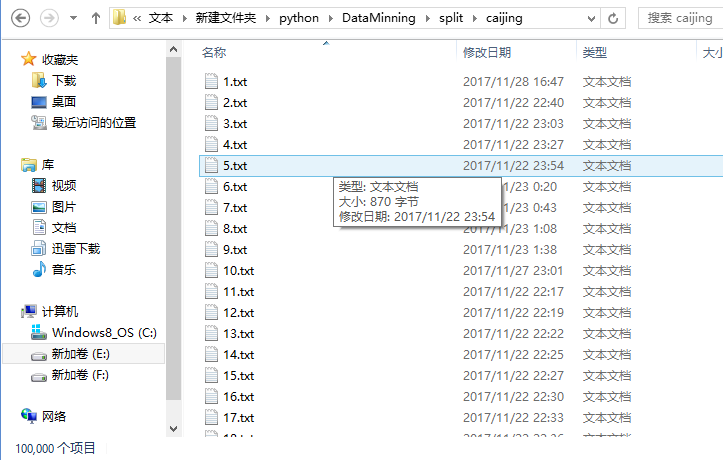 « 文本 › 新建文件夹 › python › DataMinning › split › caijing
搜索 caijing
收藏夹
下载
桌面
最近访问的位置
库
视频
图片
文档
迅雷下载
音乐
计算机
Windows8_OS (C:)
新加卷 (E:)
新加卷 (F:)
网络
名称 修改日期 类型 大小
1.txt 2017/11/28 16:47 文本文档
2.txt 2017/11/22 22:40 文本文档
3.txt 2017/11/22 23:03 文本文档
4.txt 2017/11/22 23:27 文本文档
5.txt 2017/11/22 23:54 文本文档
类型: 文本文档
大小: 870 字节
修改日期: 2017/11/22 23:54
6.txt /11/23 0:20 文本文档
7.txt /11/23 0:43 文本文档
8.txt /11/23 1:08 文本文档
9.txt 2017/11/23 1:38 文本文档
10.txt 2017/11/27 23:01 文本文档
11.txt 2017/11/22 22:17 文本文档
12.txt 2017/11/22 22:19 文本文档
13.txt 2017/11/22 22:22 文本文档
14.txt 2017/11/22 22:25 文本文档
15.txt 2017/11/22 22:27 文本文档
16.txt 2017/11/22 22:30 文本文档
17.txt 2017/11/22 22:33 文本文档
100,000 个项目